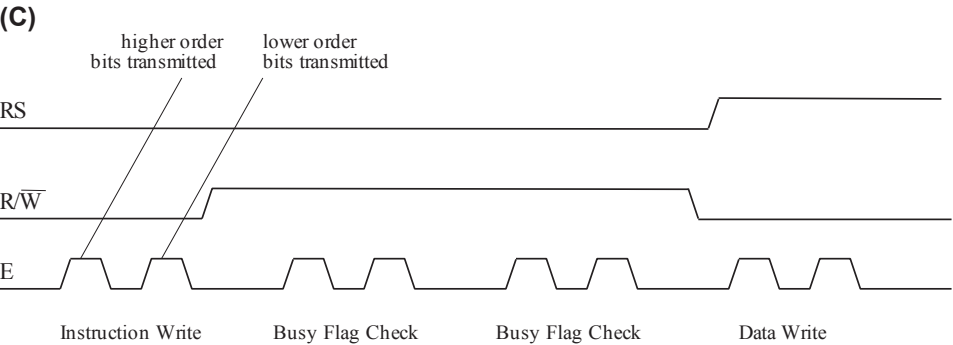 (C)
higher order
bits transmitted
lower order
bits transmitted
RS
R/W̅
E
Instruction Write
Busy Flag Check
Busy Flag Check
Data Write